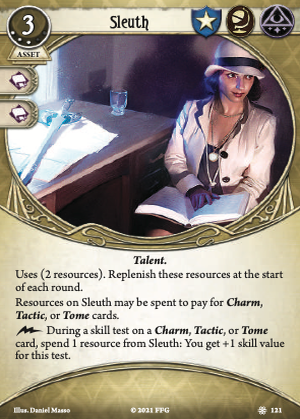 3
Sleuth
ASSET
Talent.
Uses (2 resources). Replenish these resources at the start
of each round.
Resources on Sleuth may be spent to pay for Charm,
Tactic, or Tome cards.
During a skill test on a Charm, Tactic, or Tome
card, spend 1 resource from Sleuth: You get +1 skill value
for this test.
Illus. Daniel Masso
© 2021 FFG
121